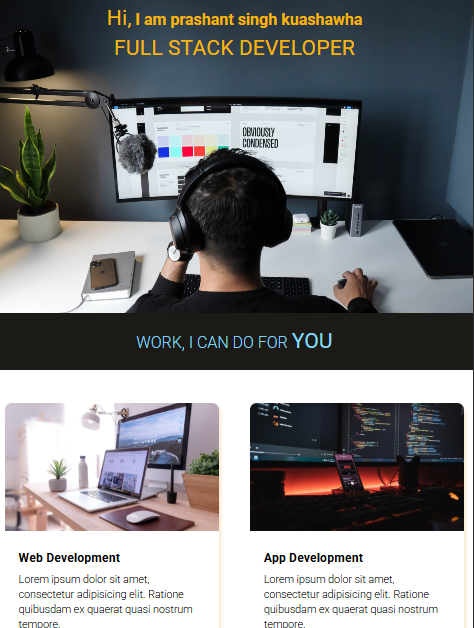 Hi, I am prashant singh kuashawha
FULL STACK DEVELOPER
OBVIOUSLY
CONDENSED
WORK, I CAN DO FOR YOU
Web Development
Lorem ipsum dolor sit amet,
consectetur adipisicing elit. Ratione
quibusdam ex quaerat quasi nostrum
tempore.
App Development
Lorem ipsum dolor sit amet,
consectetur adipisicing elit. Ratione
quibusdam ex quaerat quasi nostrum
tempore.